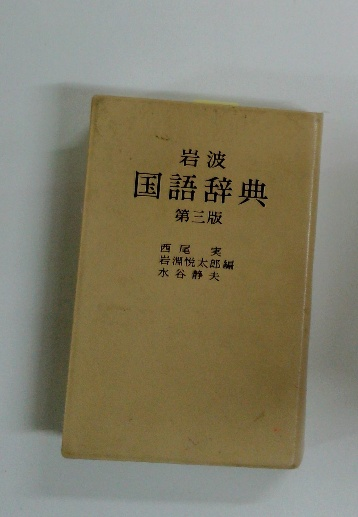 岩波
国語辞典
第三版
西尾 実
岩淵悦太郎編
水谷静夫